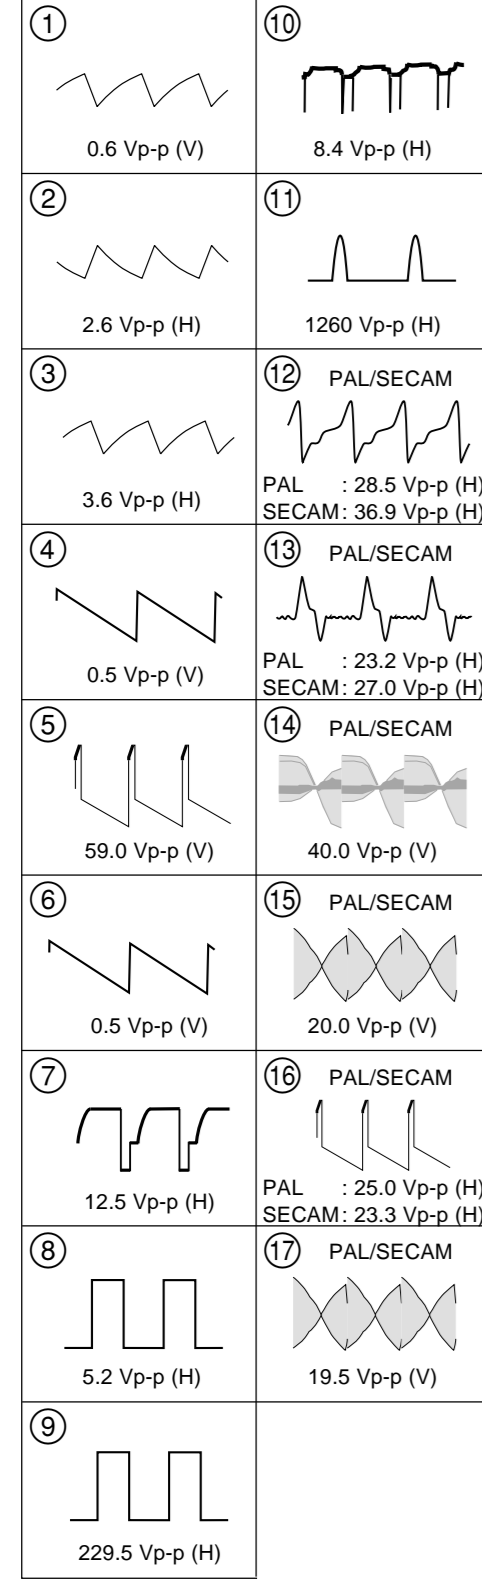 ①
0.6 Vp-p (V)
②
2.6 Vp-p (H)
③
3.6 Vp-p (H)
④
0.5 Vp-p (V)
⑤
59.0 Vp-p (V)
⑥
0.5 Vp-p (V)
⑦
12.5 Vp-p (H)
⑧
5.2 Vp-p (H)
⑨
229.5 Vp-p (H)
⑩
8.4 Vp-p (H)
⑪
1260 Vp-p (H)
⑫ PAL/SECAM
PAL : 28.5 Vp-p (H)
SECAM: 36.9 Vp-p (H)
⑬ PAL/SECAM
PAL : 23.2 Vp-p (H)
SECAM: 27.0 Vp-p (H)
⑭ PAL/SECAM
40.0 Vp-p (V)
⑮ PAL/SECAM
20.0 Vp-p (V)
⑯ PAL/SECAM
PAL : 25.0 Vp-p (H)
SECAM: 23.3 Vp-p (H)
⑰ PAL/SECAM
19.5 Vp-p (V)